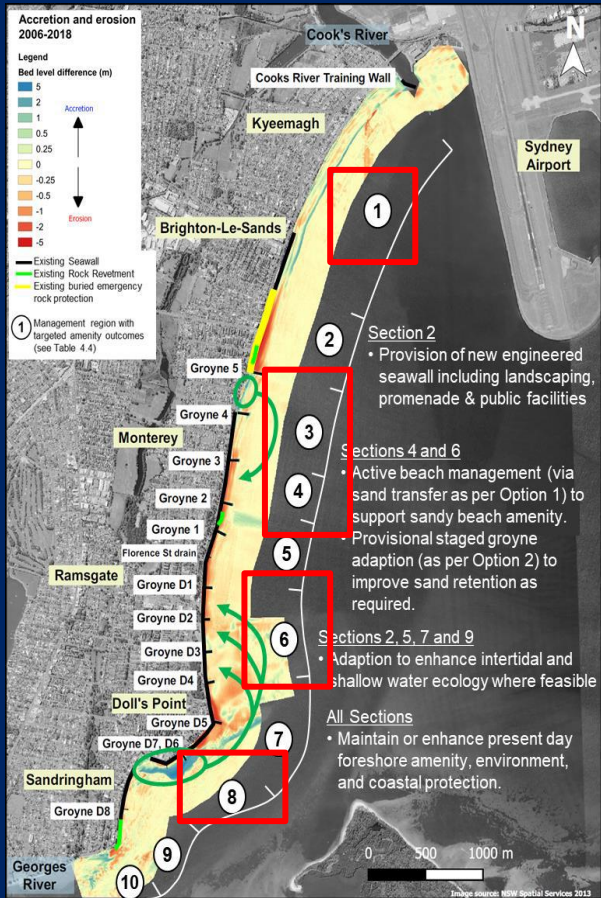 Accretion and erosion
2006-2018
Legend
Bed level difference (m)
5
2
1
0.5
0.25
0
-0.25
-0.5
-1
-2
-5
Accretion
Erosion
Existing Seawall
Existing Rock Revetment
Existing buried emergency
rock protection
1
Management region with
targeted amenity outcomes
(see Table 4.4)
Cook's River
Cooks River Training Wall
Kyeemagh
N
Sydney
Airport
Brighton-Le-Sands
1
2
Section 2
• Provision of new engineered
seawall including landscaping,
promenade & public facilities
Groyne 5
Groyne 4
Monterey
3
Groyne 3
4
Groyne 2
Groyne 1
Sections 4 and 6
• Active beach management (via
sand transfer as per Option 1) to
support sandy beach amenity.
• Provisional staged groyne
adaption (as per Option 2) to
improve sand retention as
required.
Florence St drain
5
Ramsgate
Groyne D1
Groyne D2
6
Groyne D3
Groyne D4
Sections 2, 5, 7 and 9
• Adaption to enhance intertidal and
shallow water ecology where feasible
Doll's Point
Groyne D5
Groyne D7, D6
7
All Sections
• Maintain or enhance present day
foreshore amenity, environment,
and coastal protection.
Sandringham
8
Groyne D8
9
Georges
River
10
0 500 1000 m
Image source: NSW Spatial Services 2013